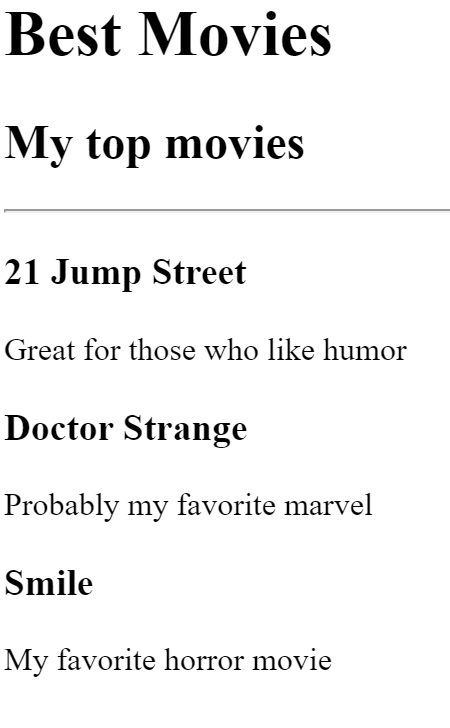 Best Movies
My top movies
21 Jump Street
Great for those who like humor
Doctor Strange
Probably my favorite marvel
Smile
My favorite horror movie